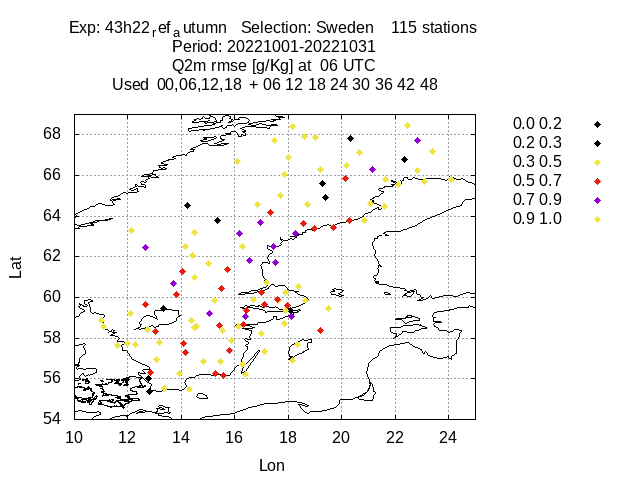 Exp: 43h22refautumn Selection: Sweden 115 stations
Period: 20221001-20221031
Q2m rmse [g/Kg] at 06 UTC
Used 00,06,12,18 + 06 12 18 24 30 36 42 48
68
66
64
62
60
58
56
54
Lat
10 12 14 16 18 20 22 24
Lon
0.0 0.2
0.2 0.3
0.3 0.5
0.5 0.7
0.7 0.9
0.9 1.0